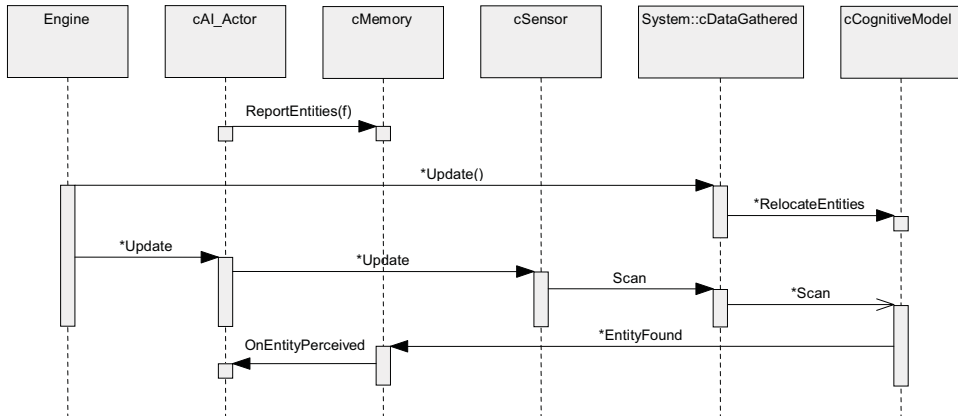 Engine
cAI_Actor
cMemory
cSensor
System::cDataGathered
cCognitiveModel
ReportEntities(f)
*Update()
*RelocateEntities
*Update
*Update
Scan
*Scan
*EntityFound
OnEntityPerceived